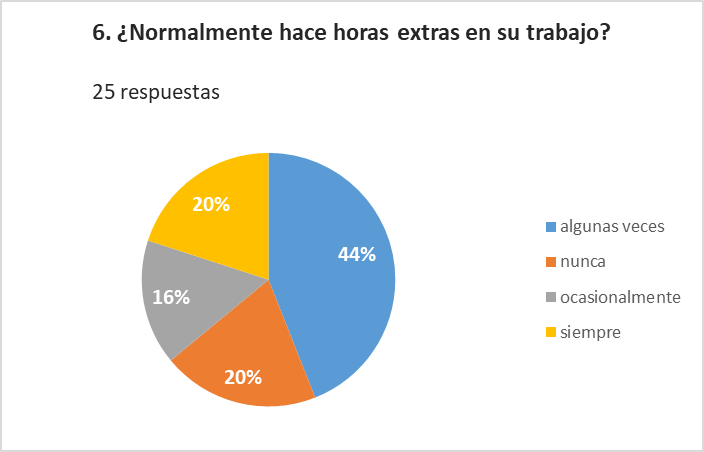 6. ¿Normalmente hace horas extras en su trabajo?
25 respuestas
20%
44%
16%
20%
algunas veces
nunca
ocasionalmente
siempre